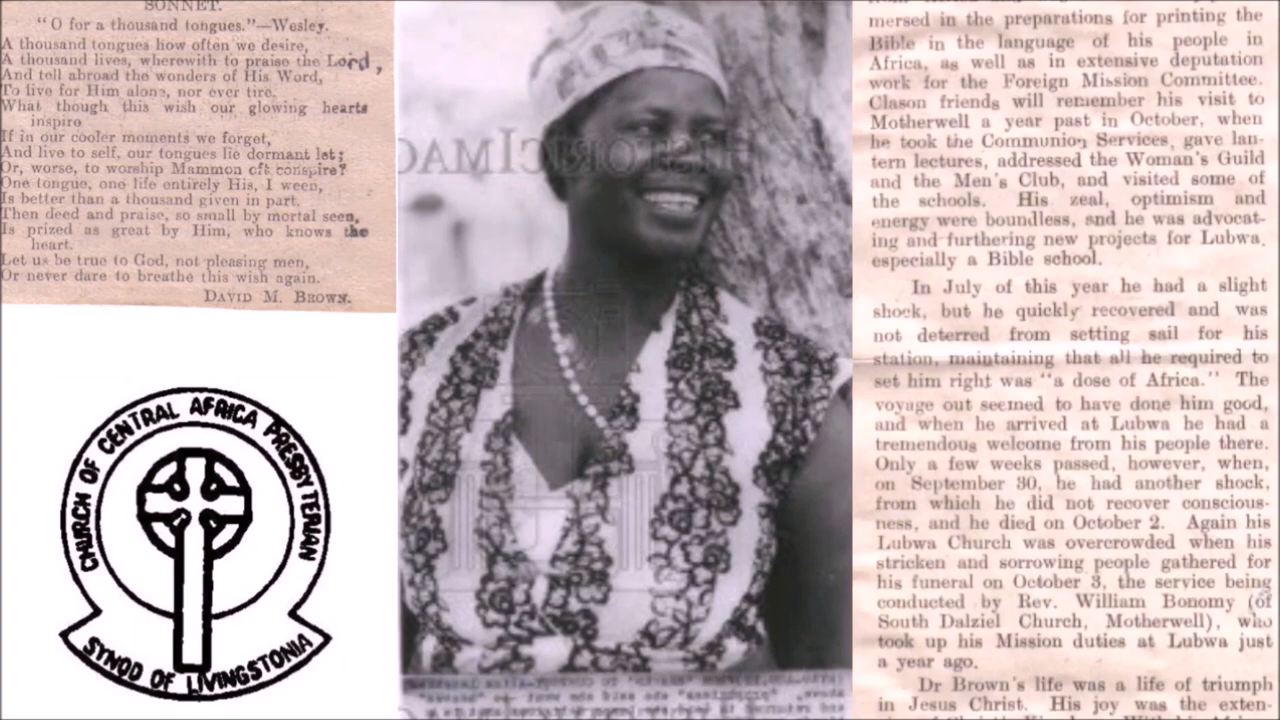 SONNET.
"O for a thousand tongues."—Wesley.
A thousand tongues how often we desire,
A thousand lives, wherewith to praise the Lord,
And tell abroad the wonders of His Word,
To live for Him alone, nor ever tire.
What though this wish our glowing hearts
inspire
If in our cooler moments we forget,
And live to self, our tongues lie dormant let;
Or, worse, to worship Mammon oft conspire?
One tongue, one life entirely His, I ween,
Is better than a thousand given in part.
Then deed and praise, so small by mortal seen,
Is prized as great by Him, who knows the
heart.
Let us be true to God, not pleasing men,
Or never dare to breathe this wish again.
DAVID M. BROWN.
CHURCH OF CENTRAL AFRICA PRESBYTERIAN
SYNOD OF LIVINGSTONIA
HISTORICIMAG
mersed in the preparations for printing the
Bible in the language of his people in
Africa, as well as in extensive deputation
work for the Foreign Mission Committee.
Clason friends will remember his visit to
Motherwell a year past in October, when
he took the Communion Services, gave lan-
tern lectures, addressed the Woman's Guild
and the Men's Club, and visited some of
the schools. His zeal, optimism and
energy were boundless, and he was advocat-
ing and furthering new projects for Lubwa,
especially a Bible school.
In July of this year he had a slight
shock, but he quickly recovered and was
not deterred from setting sail for his
station, maintaining that all he required to
set him right was "a dose of Africa." The
voyage out seemed to have done him good,
and when he arrived at Lubwa he had a
tremendous welcome from his people there.
Only a few weeks passed, however, when,
on September 30, he had another shock,
from which he did not recover conscious-
ness, and he died on October 2. Again his
Lubwa Church was overcrowded when his
stricken and sorrowing people gathered for
his funeral on October 3, the service being
conducted by Rev. William Bonomy (of
South Dalziel Church, Motherwell), who
took up his Mission duties at Lubwa just
a year ago.
Dr Brown's life was a life of triumph
in Jesus Christ. His joy was the exten-